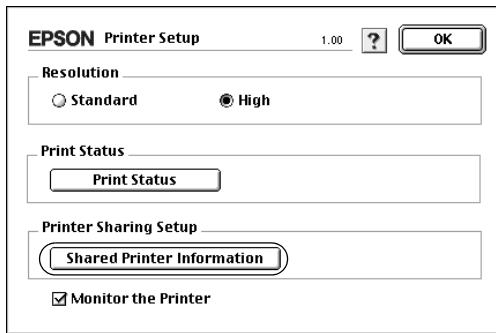 EPSON Printer Setup 1.00 ? OK
Resolution
Standard High
Print Status
Print Status
Printer Sharing Setup
Shared Printer Information
Monitor the Printer